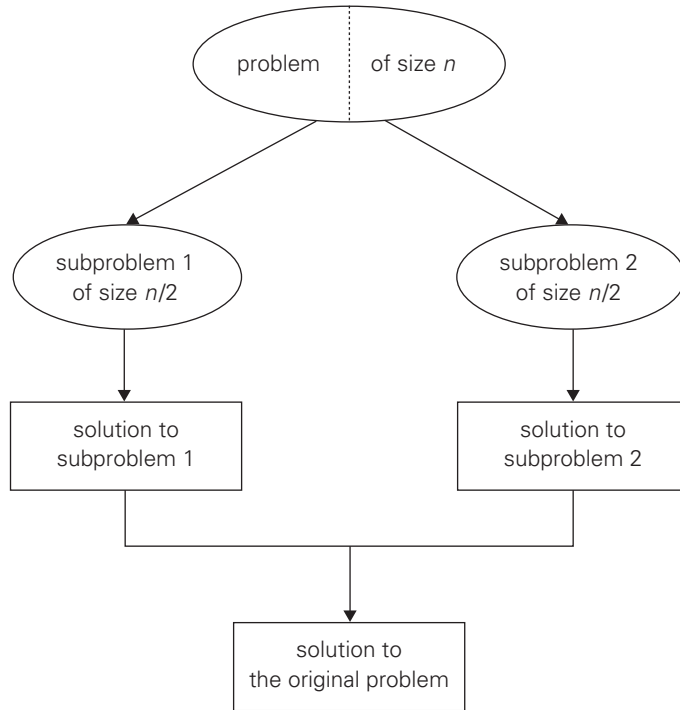 problem of size n
subproblem 1
of size n/2
subproblem 2
of size n/2
solution to
subproblem 1
solution to
subproblem 2
solution to
the original problem